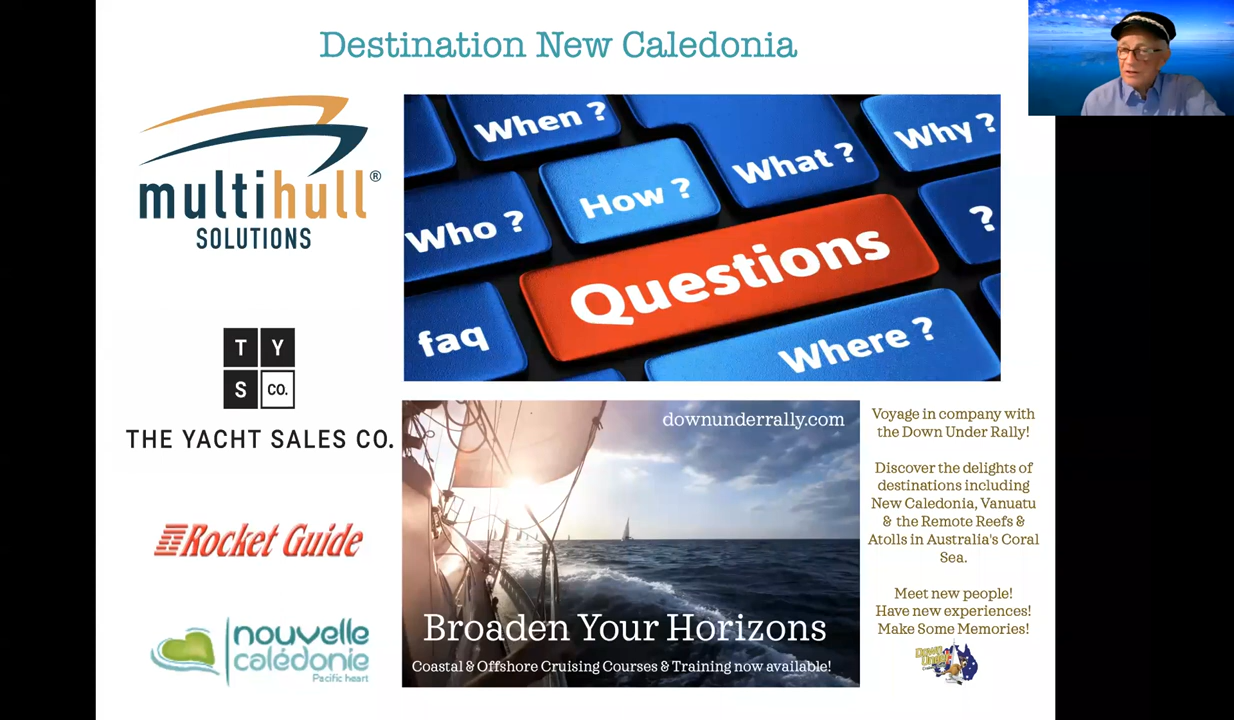 Destination New Caledonia
multihull®
SOLUTIONS
When ?
What ?
Why ?
How ?
Who ?
?
Questions
faq
Where ?
T Y
S CO.
THE YACHT SALES CO.
Rocket Guide
nouvelle
calédonie
Pacific heart
downunderrally.com
Broaden Your Horizons
Coastal & Offshore Cruising Courses & Training now available!
Voyage in company with
the Down Under Rally!
Discover the delights of
destinations including
New Caledonia, Vanuatu
& the Remote Reefs &
Atolls in Australia's Coral
Sea.
Meet new people!
Have new experiences!
Make Some Memories!
Down
Under